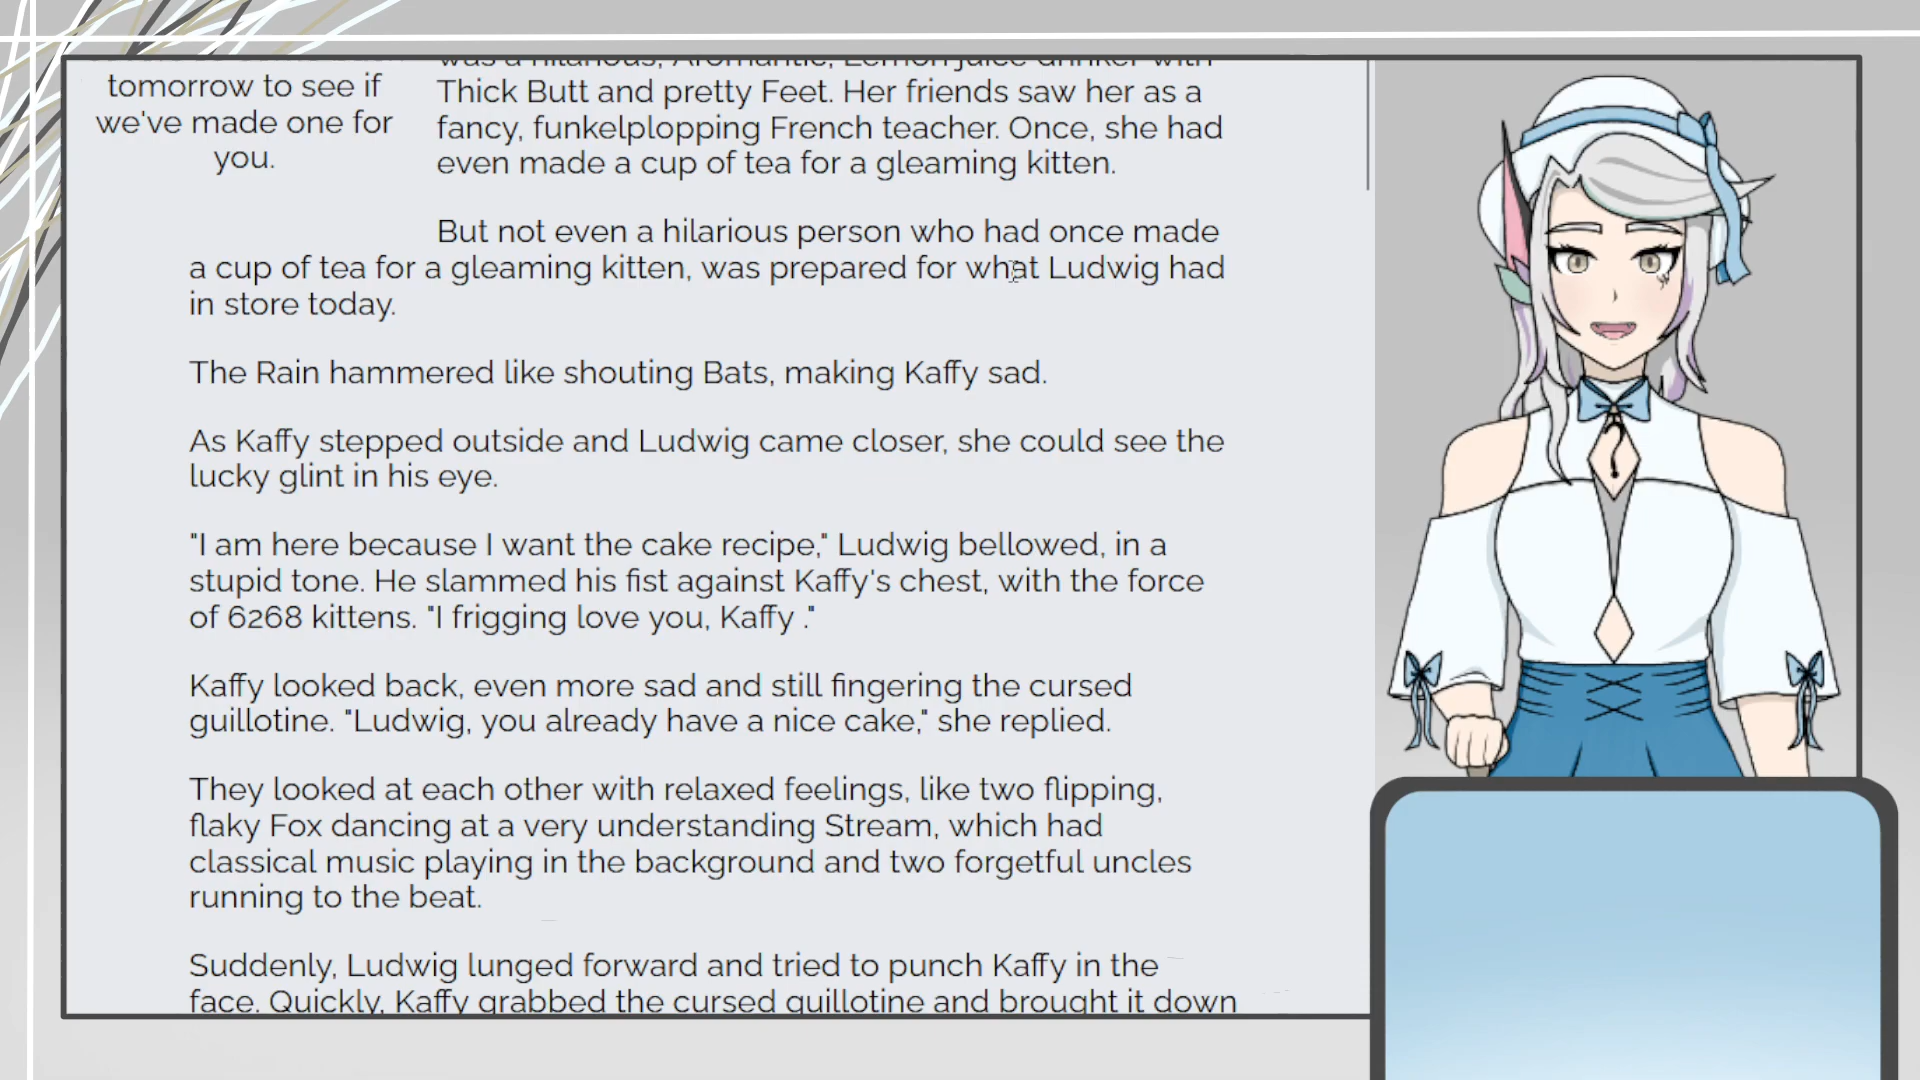 tomorrow to see if
we've made one for
you.
was a hilarious, Aromantic, Lemon juice drinker with
Thick Butt and pretty Feet. Her friends saw her as a
fancy, funkelplopping French teacher. Once, she had
even made a cup of tea for a gleaming kitten.
But not even a hilarious person who had once made
a cup of tea for a gleaming kitten, was prepared for what Ludwig had
in store today.
The Rain hammered like shouting Bats, making Kaffy sad.
As Kaffy stepped outside and Ludwig came closer, she could see the
lucky glint in his eye.
"I am here because I want the cake recipe," Ludwig bellowed, in a
stupid tone. He slammed his fist against Kaffy's chest, with the force
of 6268 kittens. "I frigging love you, Kaffy ."
Kaffy looked back, even more sad and still fingering the cursed
guillotine. "Ludwig, you already have a nice cake," she replied.
They looked at each other with relaxed feelings, like two flipping,
flaky Fox dancing at a very understanding Stream, which had
classical music playing in the background and two forgetful uncles
running to the beat.
Suddenly, Ludwig lunged forward and tried to punch Kaffy in the
face. Quickly, Kaffy grabbed the cursed guillotine and brought it down